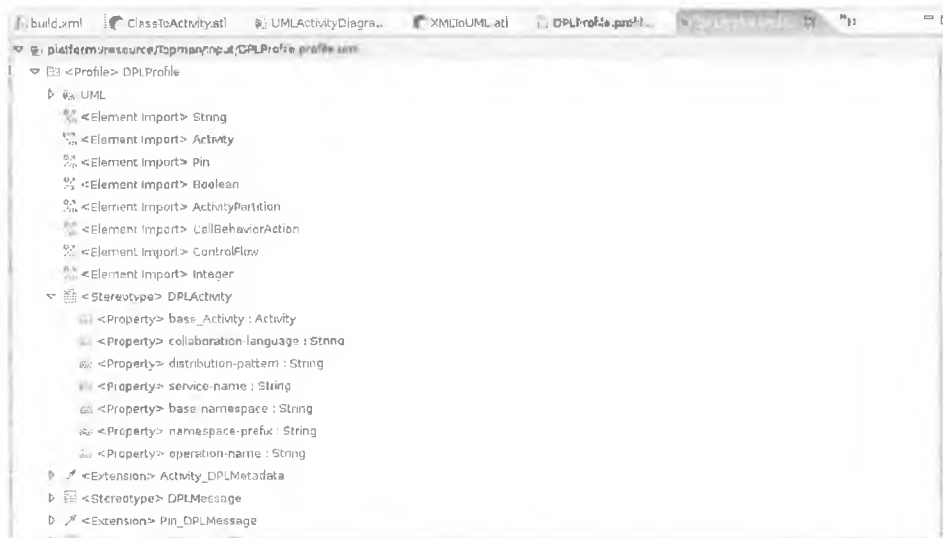 build.xml ClassToActivity.atl UMLActivityDiagra... XMLToUML.atl DPLProfile.profil...
platform:/resource/Topmany/input/DPLProfile.profile.uml
<Profile> DPLProfile
UML
<Element Import> String
<Element Import> Activity
<Element Import> Pin
<Element Import> Boolean
<Element Import> ActivityPartition
<Element Import> CallBehaviorAction
<Element Import> ControlFlow
<Element Import> Integer
<Stereotype> DPLActivity
<Property> base_Activity : Activity
<Property> collaboration-language : String
<Property> distribution-pattern : String
<Property> service-name : String
<Property> base namespace : String
<Property> namespace-prefix : String
<Property> operation-name : String
<Extension> Activity_DPLMetadata
<Stereotype> DPLMessage
<Extension> Pin_DPLMessage